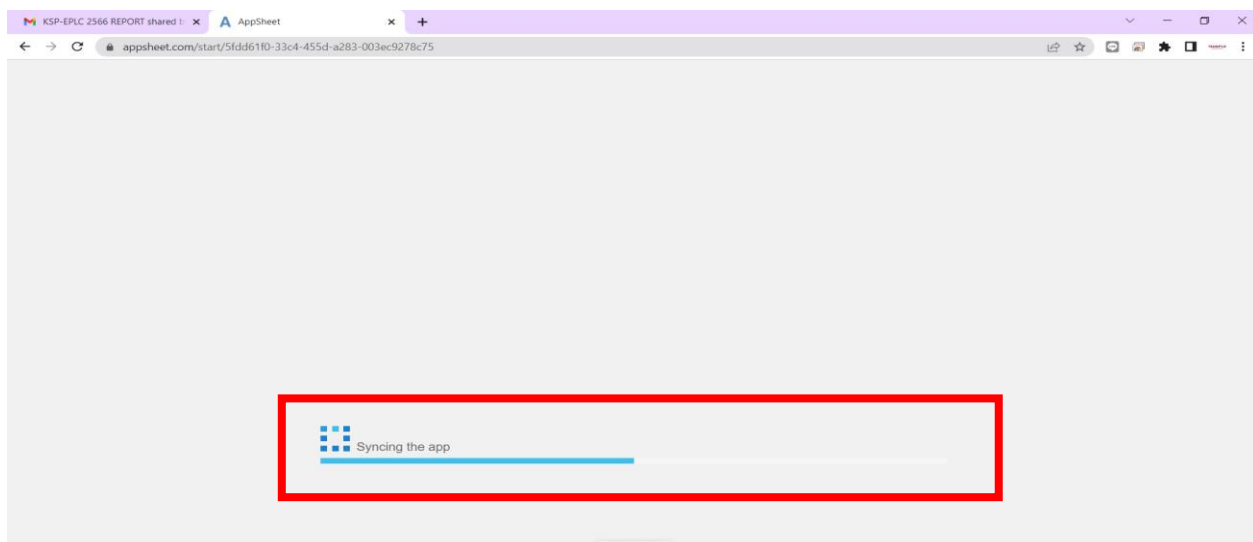 KSP-EPLC 2566 REPORT shared b
AppSheet
appsheet.com/start/5fdd61f0-33c4-455d-a283-003ec9278c75
Syncing the app